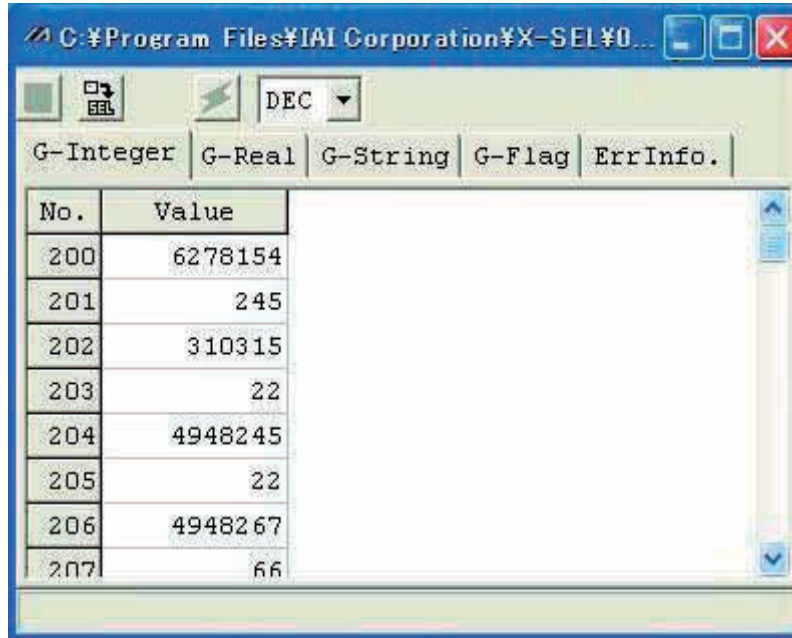 C:¥Program Files¥IAI Corporation¥X-SEL¥0...
SEL DEC
G-Integer G-Real G-String G-Flag ErrInfo.
No. Value
200 6278154
201 245
202 310315
203 22
204 4948245
205 22
206 4948267
207 66